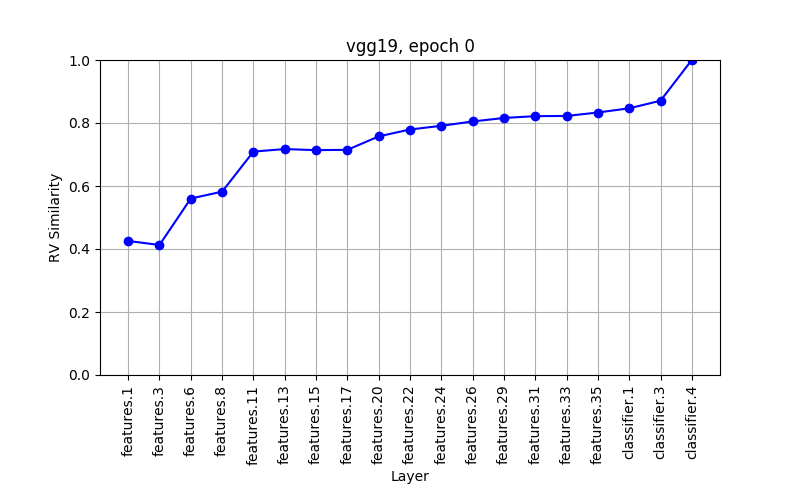 vgg19, epoch 0
1.0
0.8
0.6
0.4
0.2
0.0
RV Similarity
features.1
features.3
features.6
features.8
features.11
features.13
features.15
features.17
features.20
features.22
features.24
features.26
features.29
features.31
features.33
features.35
classifier.1
classifier.3
classifier.4
Layer